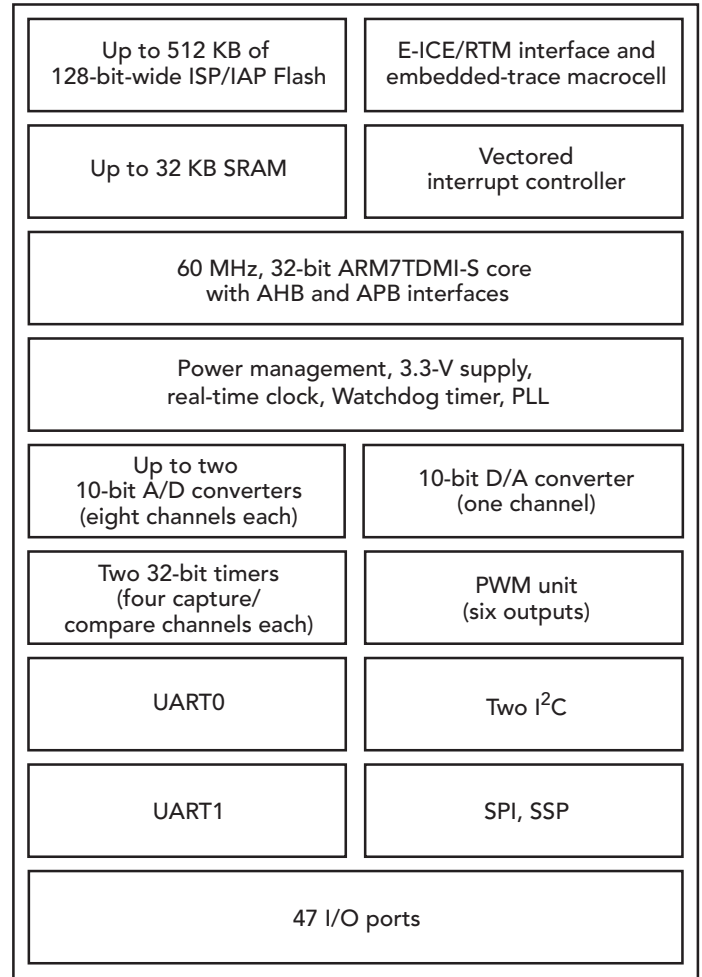 Up to 512 KB of
128-bit-wide ISP/IAP Flash
E-ICE/RTM interface and
embedded-trace macrocell
Up to 32 KB SRAM
Vectored
interrupt controller
60 MHz, 32-bit ARM7TDMI-S core
with AHB and APB interfaces
Power management, 3.3-V supply,
real-time clock, Watchdog timer, PLL
Up to two
10-bit A/D converters
(eight channels each)
10-bit D/A converter
(one channel)
Two 32-bit timers
(four capture/
compare channels each)
PWM unit
(six outputs)
UART0
Two I²C
UART1
SPI, SSP
47 I/O ports